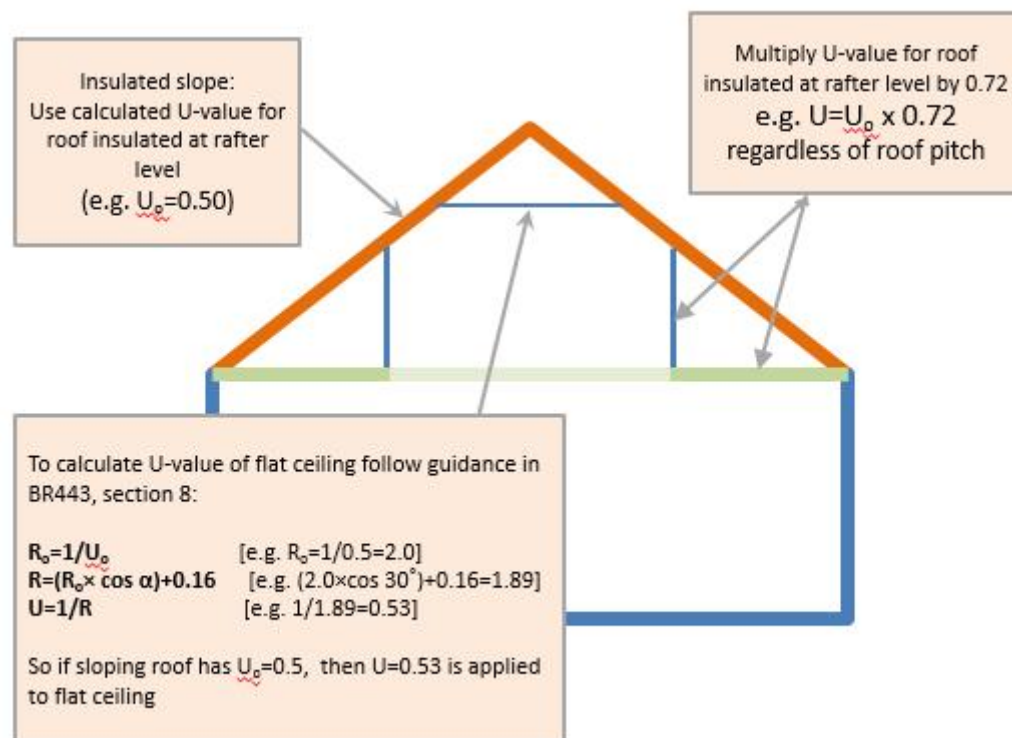 Insulated slope:
Use calculated U-value for
roof insulated at rafter
level
(e.g. Uₒ=0.50)
Multiply U-value for roof
insulated at rafter level by 0.72
e.g. U=Uₒ x 0.72
regardless of roof pitch
To calculate U-value of flat ceiling follow guidance in
BR443, section 8:
Rₒ=1/Uₒ [e.g. Rₒ=1/0.5=2.0]
R=(Rₒ× cos α)+0.16 [e.g. (2.0×cos 30˚)+0.16=1.89]
U=1/R [e.g. 1/1.89=0.53]
So if sloping roof has Uₒ=0.5, then U=0.53 is applied
to flat ceiling